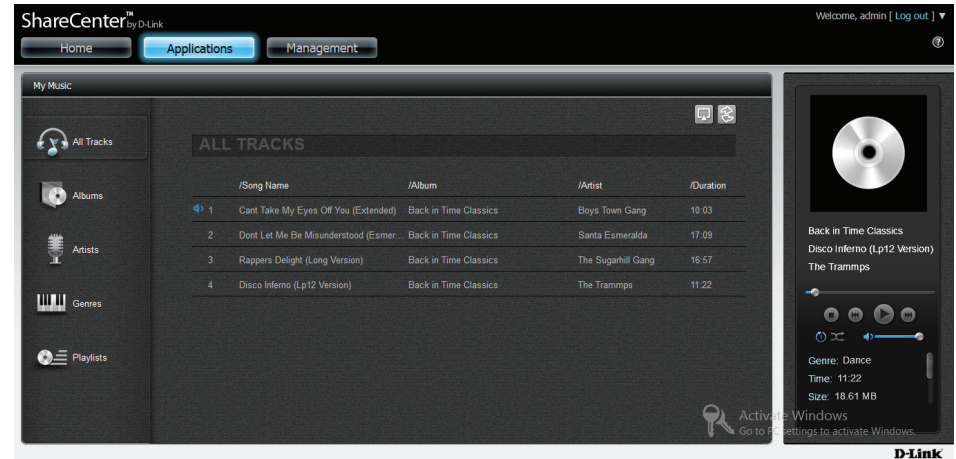 ShareCenter™ by D-Link
Welcome, admin [ Log out ] ▼
Home Applications Management
?
My Music
All Tracks
Albums
Artists
Genres
Playlists
ALL TRACKS
/Song Name /Album /Artist /Duration
1 Cant Take My Eyes Off You (Extended) Back in Time Classics Boys Town Gang 10:03
2 Dont Let Me Be Misunderstood (Esmer... Back in Time Classics Santa Esmeralda 17:09
3 Rappers Delight (Long Version) Back in Time Classics The Sugarhill Gang 16:57
4 Disco Inferno (Lp12 Version) Back in Time Classics The Trammps 11:22
Back in Time Classics
Disco Inferno (Lp12 Version)
The Trammps
Genre: Dance
Time: 11:22
Size: 18.61 MB
Activate Windows
Go to PC settings to activate Windows.
D-Link